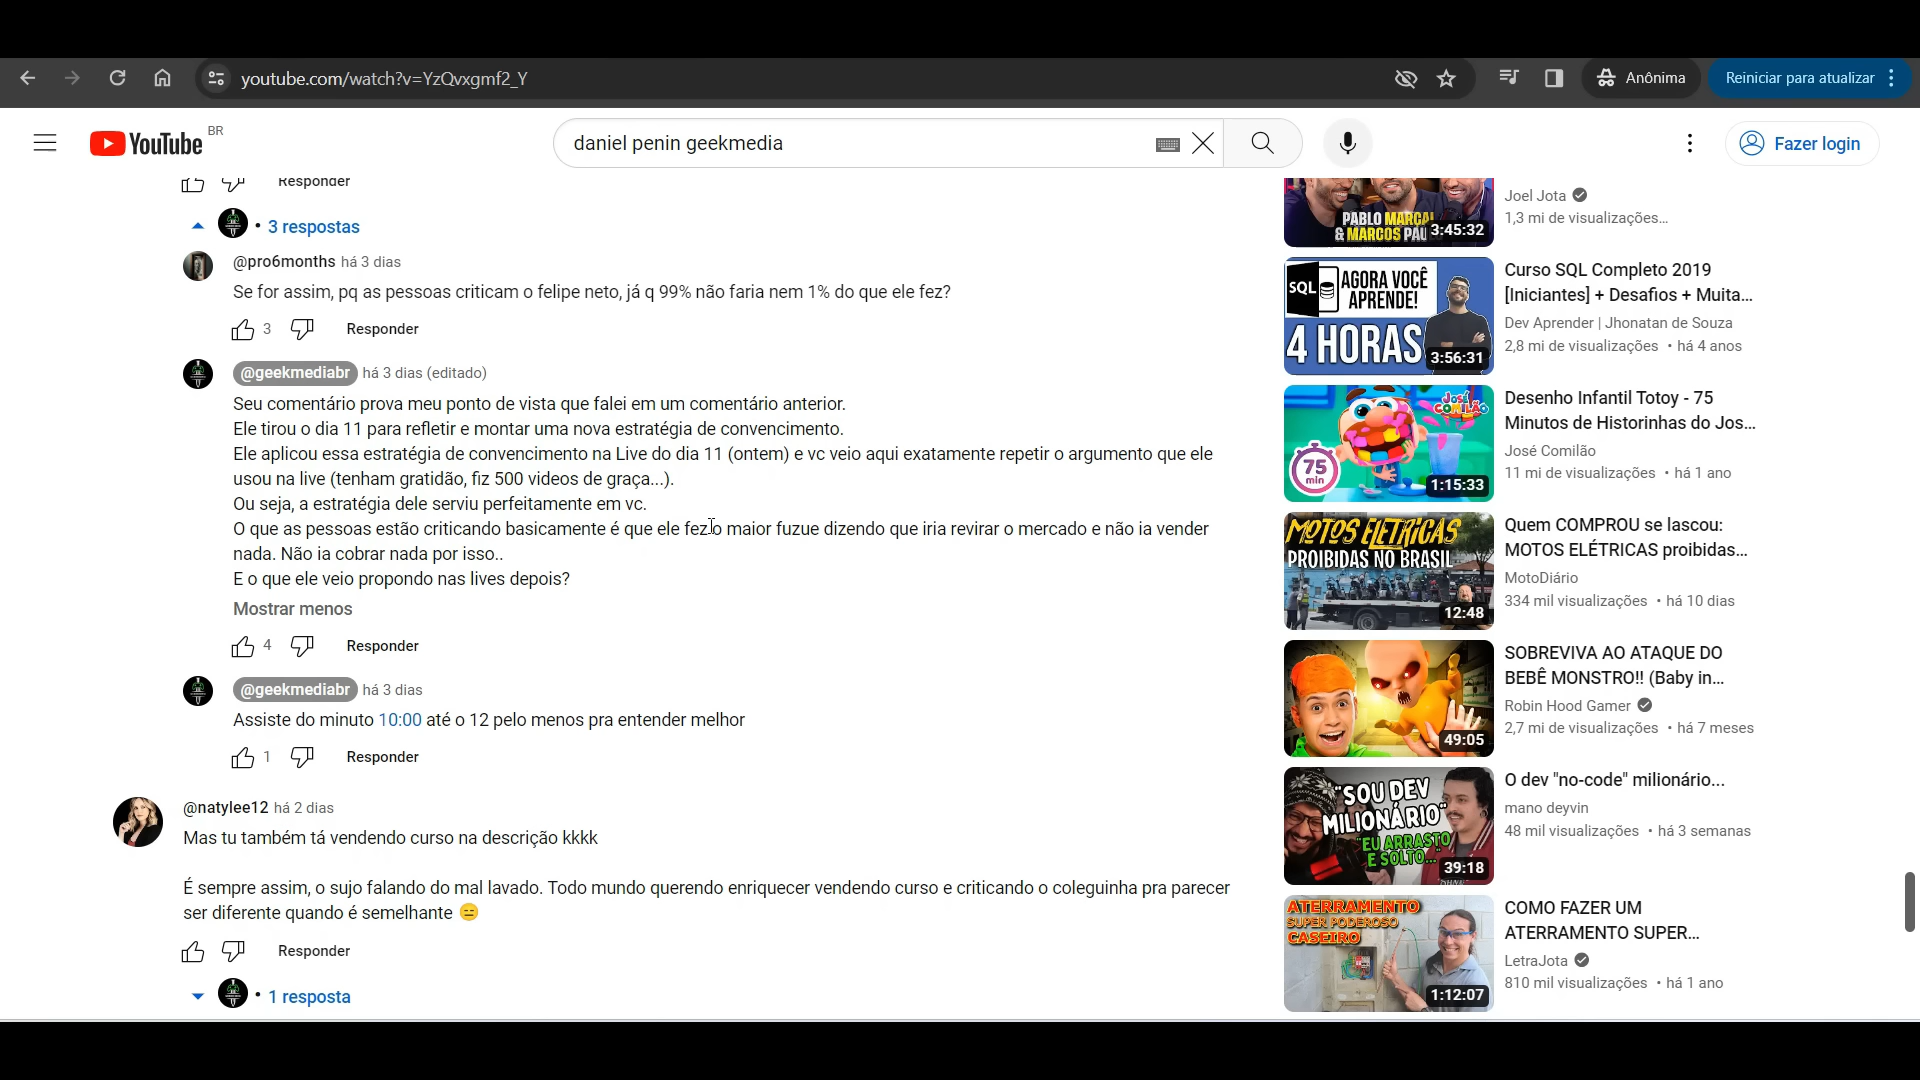 youtube.com/watch?v=YzQvxgmf2_Y
Anônima
Reiniciar para atualizar
YouTube BR
daniel penin geekmedia
Fazer login
Responder
• 3 respostas
@pro6months há 3 dias
Se for assim, pq as pessoas criticam o felipe neto, já q 99% não faria nem 1% do que ele fez?
3 Responder
@geekmediabr há 3 dias (editado)
Seu comentário prova meu ponto de vista que falei em um comentário anterior.
Ele tirou o dia 11 para refletir e montar uma nova estratégia de convencimento.
Ele aplicou essa estratégia de convencimento na Live do dia 11 (ontem) e vc veio aqui exatamente repetir o argumento que ele
usou na live (tenham gratidão, fiz 500 videos de graça...).
Ou seja, a estratégia dele serviu perfeitamente em vc.
O que as pessoas estão criticando basicamente é que ele fez o maior fuzue dizendo que iria revirar o mercado e não ia vender
nada. Não ia cobrar nada por isso..
E o que ele veio propondo nas lives depois?
Mostrar menos
4 Responder
@geekmediabr há 3 dias
Assiste do minuto 10:00 até o 12 pelo menos pra entender melhor
1 Responder
@natylee12 há 2 dias
Mas tu também tá vendendo curso na descrição kkkk
É sempre assim, o sujo falando do mal lavado. Todo mundo querendo enriquecer vendendo curso e criticando o coleguinha pra parecer
ser diferente quando é semelhante 😑
Responder
• 1 resposta
PABLO MARÇAL
& MARCOS PAU
3:45:32
Joel Jota
1,3 mi de visualizações...
SQL
AGORA VOCÊ
APRENDE!
4 HORAS
3:56:31
Curso SQL Completo 2019
[Iniciantes] + Desafios + Muita...
Dev Aprender | Jhonatan de Souza
2,8 mi de visualizações • há 4 anos
José
COMILÃO
75
min
1:15:33
Desenho Infantil Totoy - 75
Minutos de Historinhas do Jos...
José Comilão
11 mi de visualizações • há 1 ano
MOTOS ELÉTRICAS
PROIBIDAS NO BRASIL
12:48
Quem COMPROU se lascou:
MOTOS ELÉTRICAS proibidas...
MotoDiário
334 mil visualizações • há 10 dias
49:05
SOBREVIVA AO ATAQUE DO
BEBÊ MONSTRO!! (Baby in...
Robin Hood Gamer
2,7 mi de visualizações • há 7 meses
"SOU DEV
MILIONÁRIO"
"EU ARRASTO
E SOLTO..."
39:18
O dev "no-code" milionário...
mano deyvin
48 mil visualizações • há 3 semanas
ATERRAMENTO
SUPER PODEROSO
CASEIRO
1:12:07
COMO FAZER UM
ATERRAMENTO SUPER...
LetraJota
810 mil visualizações • há 1 ano